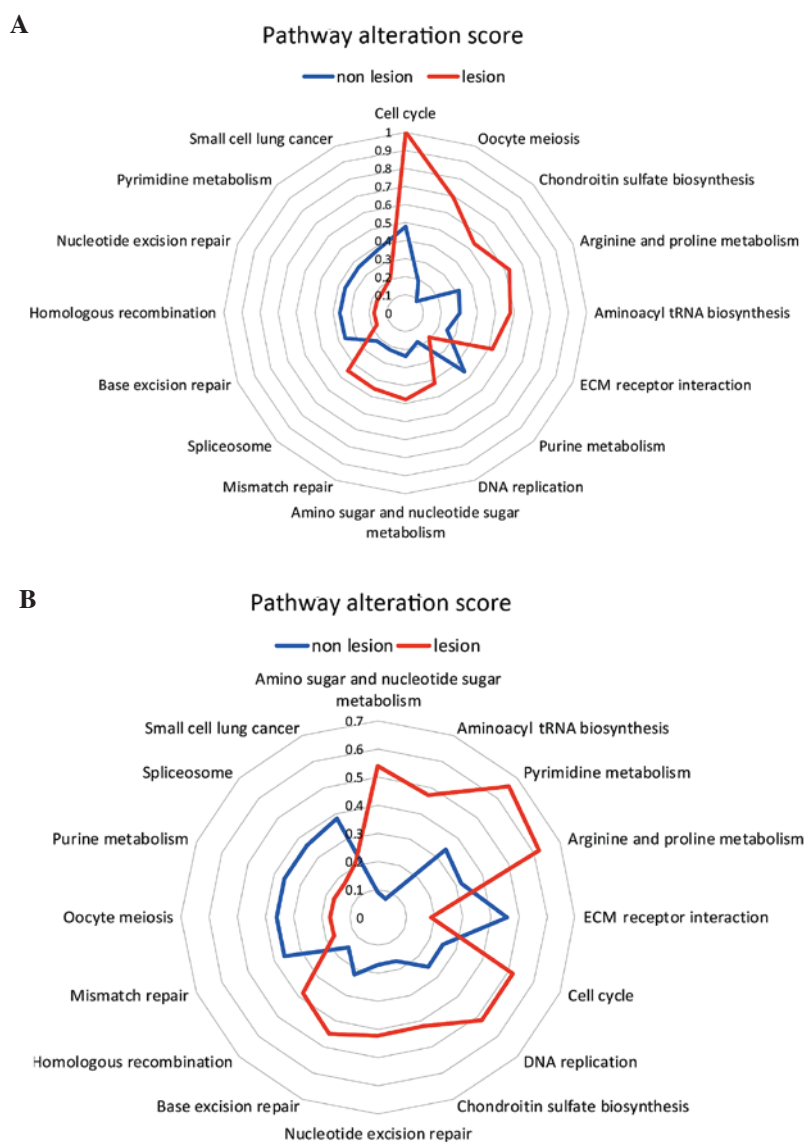 A
Pathway alteration score
non lesion lesion
Cell cycle
Small cell lung cancer
Oocyte meiosis
Pyrimidine metabolism
Chondroitin sulfate biosynthesis
Nucleotide excision repair
Arginine and proline metabolism
Homologous recombination
Aminoacyl tRNA biosynthesis
Base excision repair
ECM receptor interaction
Spliceosome
Purine metabolism
Mismatch repair
DNA replication
Amino sugar and nucleotide sugar
metabolism
1
0.9
0.8
0.7
0.6
0.5
0.4
0.3
0.2
0.1
0
B
Pathway alteration score
non lesion lesion
Amino sugar and nucleotide sugar
metabolism
Small cell lung cancer
Aminoacyl tRNA biosynthesis
Spliceosome
Pyrimidine metabolism
Purine metabolism
Arginine and proline metabolism
Oocyte meiosis
ECM receptor interaction
Mismatch repair
Cell cycle
Homologous recombination
DNA replication
Base excision repair
Chondroitin sulfate biosynthesis
Nucleotide excision repair
0.7
0.6
0.5
0.4
0.3
0.2
0.1
0